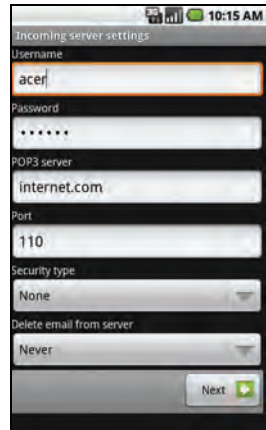 10:15 AM
Incoming server settings
Username
acer
Password
••••••
POP3 server
internet.com
Port
110
Security type
None
Delete email from server
Never
Next